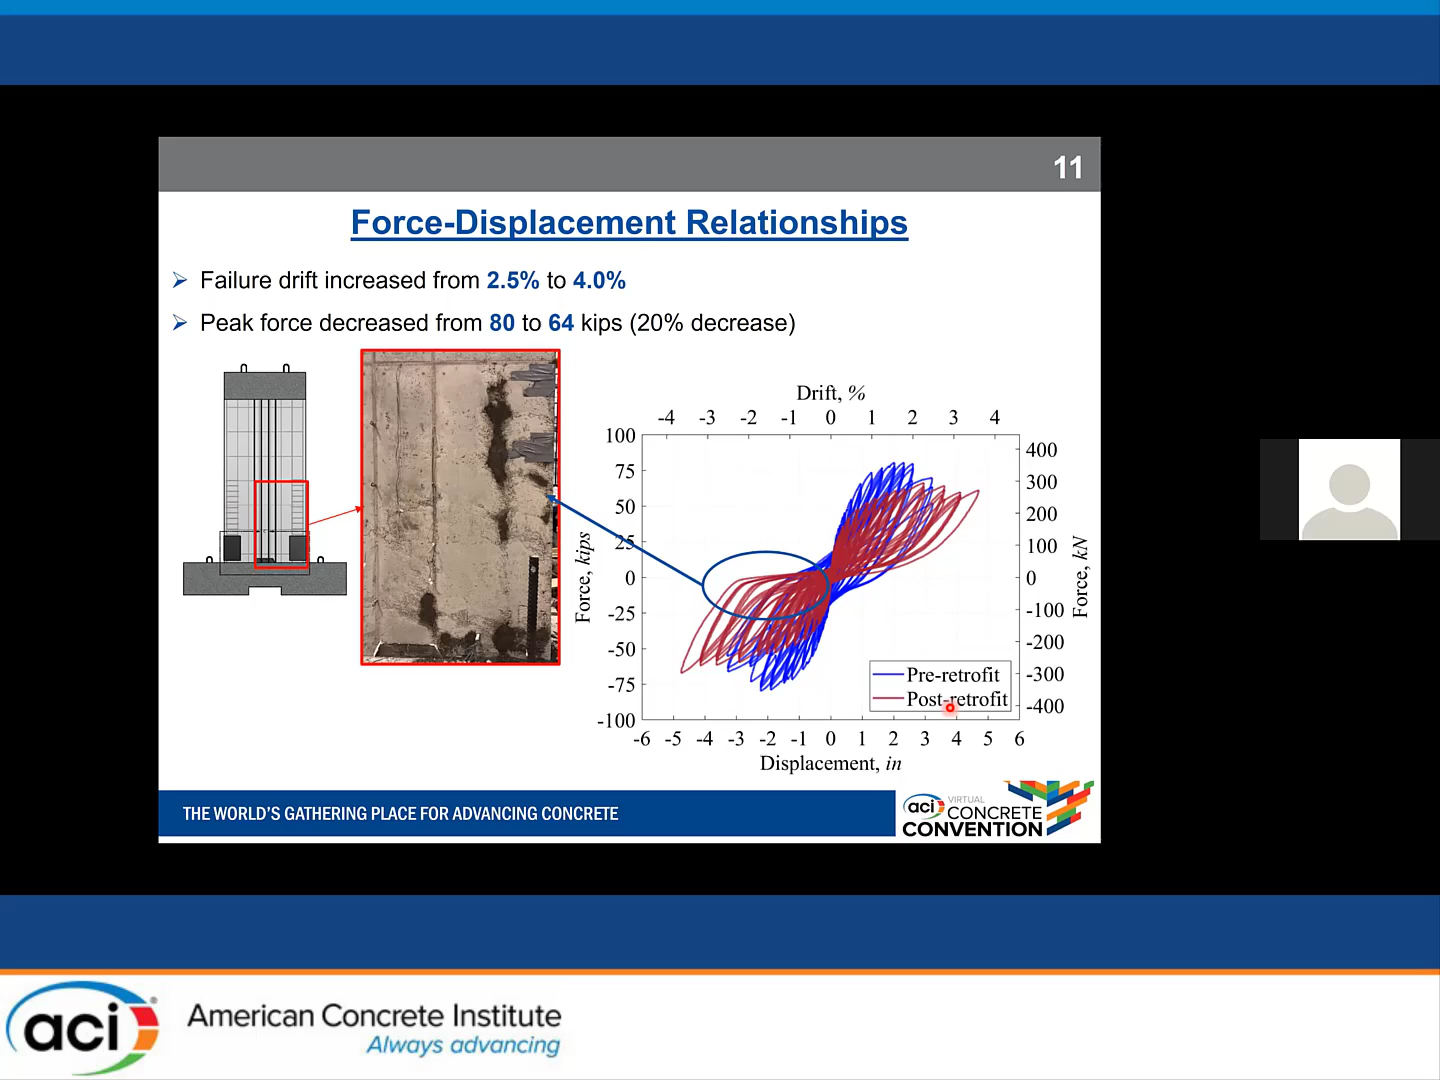 11
Force-Displacement Relationships
➢ Failure drift increased from 2.5% to 4.0%
➢ Peak force decreased from 80 to 64 kips (20% decrease)
Drift, %
-4 -3 -2 -1 0 1 2 3 4
100
75
50
25
0
-25
-50
-75
-100
Force, kips
400
300
200
100
0
-100
-200
-300
-400
Force, kN
Pre-retrofit
Post-retrofit
-6 -5 -4 -3 -2 -1 0 1 2 3 4 5 6
Displacement, in
THE WORLD'S GATHERING PLACE FOR ADVANCING CONCRETE
aci VIRTUAL
CONCRETE
CONVENTION
aci
American Concrete Institute
Always advancing